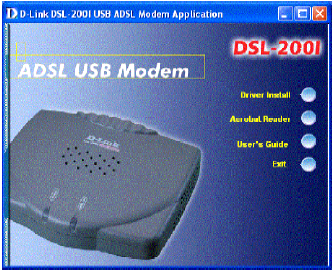 D-Link DSL-200I USB ADSL Modem Application
DSL-200I
ADSL USB Modem
Driver Install
Acrobat Reader
User's Guide
Exit
D-Link